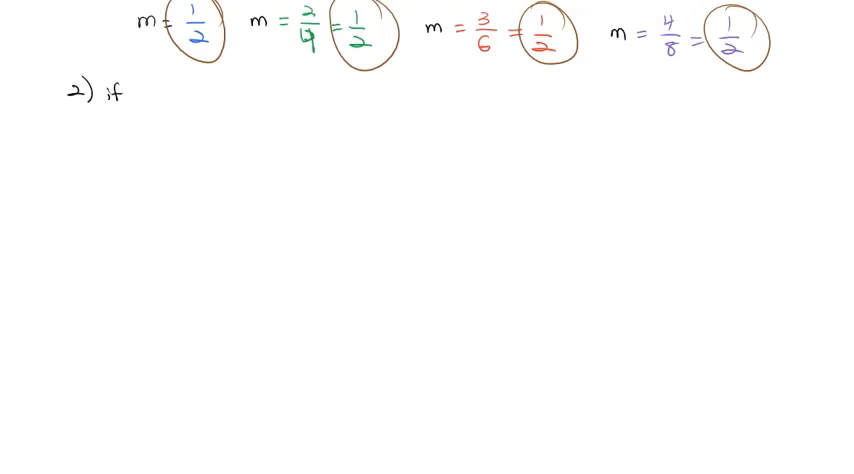 m = 1/2 m = 2/4 = 1/2 m = 3/6 = 1/2 m = 4/8 = 1/2
2) if